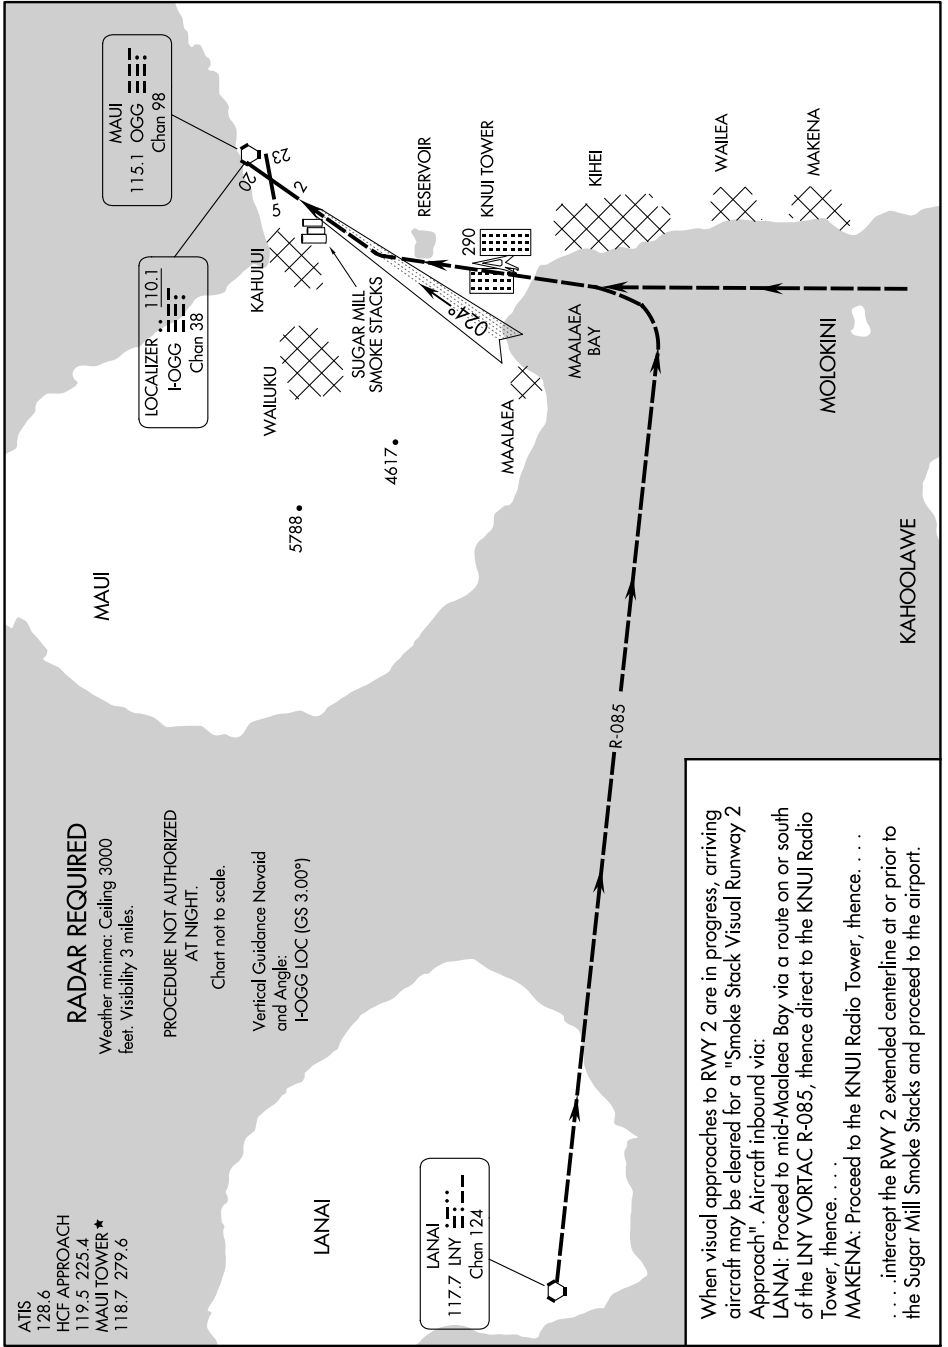 ATIS
128.6
HCF APPROACH
119.5 225.4
MAUI TOWER★
118.7 279.6
RADAR REQUIRED
Weather minima: Ceiling 3000
feet. Visibility 3 miles.
PROCEDURE NOT AUTHORIZED
AT NIGHT.
Chart not to scale.
Vertical Guidance Navaid
and Angle:
I-OGG LOC (GS 3.00°)
MAUI
MAUI
115.1 OGG
Chan 98
LOCALIZER 110.1
I-OGG
Chan 38
20
23
5
2
KAHULUI
WAILUKU
SUGAR MILL
SMOKE STACKS
5788
4617
RESERVOIR
KNUI TOWER
290
024°
MAALAEA
MAALAEA
BAY
KIHEI
WAILEA
MAKENA
MOLOKINI
KAHOOLAWE
R-085
LANAI
LANAI
117.7 LNY
Chan 124
When visual approaches to RWY 2 are in progress, arriving
aircraft may be cleared for a "Smoke Stack Visual Runway 2
Approach". Aircraft inbound via:
LANAI: Proceed to mid-Maalaea Bay via a route on or south
of the LNY VORTAC R-085, thence direct to the KNUI Radio
Tower, thence. . . .
MAKENA: Proceed to the KNUI Radio Tower, thence. . . .
. . . .intercept the RWY 2 extended centerline at or prior to
the Sugar Mill Smoke Stacks and proceed to the airport.